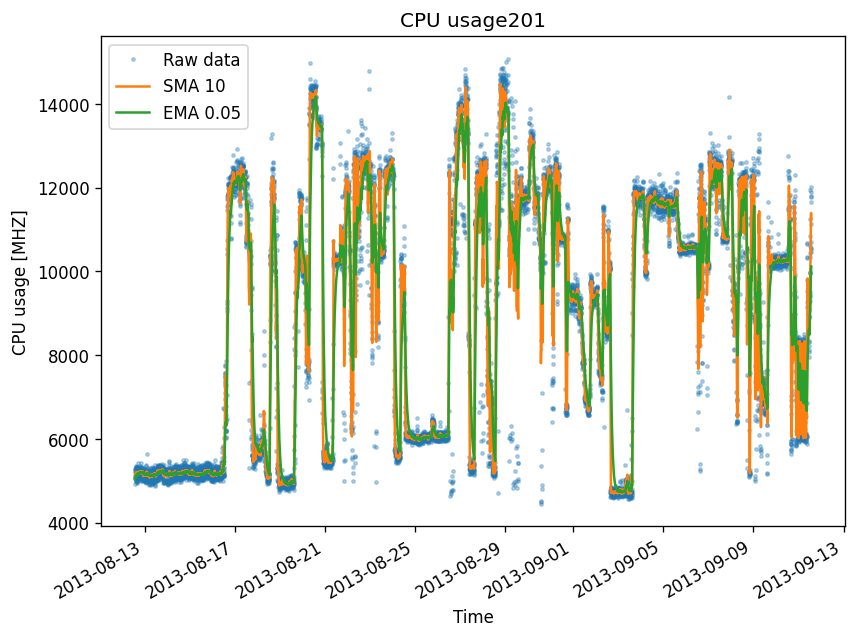 CPU usage201
Raw data
SMA 10
EMA 0.05
CPU usage [MHZ]
14000
12000
10000
8000
6000
4000
2013-08-13
2013-08-17
2013-08-21
2013-08-25
2013-08-29
2013-09-01
2013-09-05
2013-09-09
2013-09-13
Time